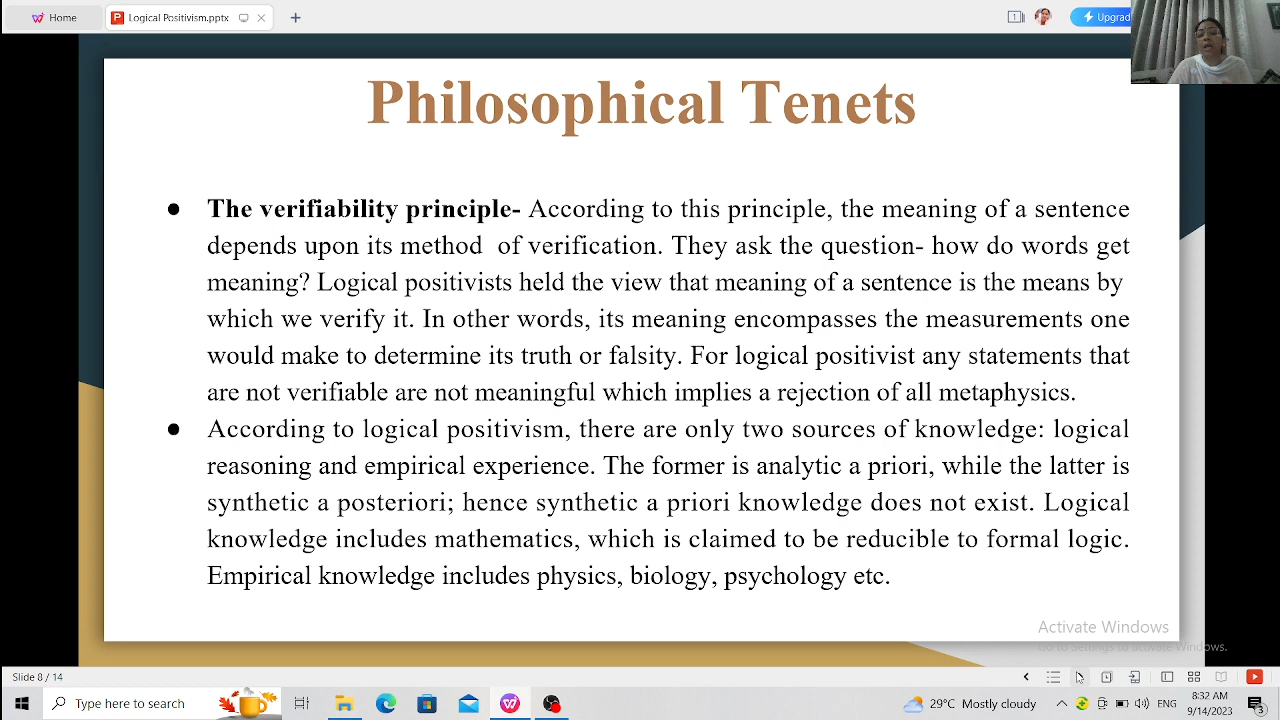 Home
Logical Positivism.pptx
Upgrad
Philosophical Tenets
● The verifiability principle- According to this principle, the meaning of a sentence
depends upon its method of verification. They ask the question- how do words get
meaning? Logical positivists held the view that meaning of a sentence is the means by
which we verify it. In other words, its meaning encompasses the measurements one
would make to determine its truth or falsity. For logical positivist any statements that
are not verifiable are not meaningful which implies a rejection of all metaphysics.
● According to logical positivism, there are only two sources of knowledge: logical
reasoning and empirical experience. The former is analytic a priori, while the latter is
synthetic a posteriori; hence synthetic a priori knowledge does not exist. Logical
knowledge includes mathematics, which is claimed to be reducible to formal logic.
Empirical knowledge includes physics, biology, psychology etc.
Activate Windows
Go to Settings to activate Windows.
Slide 8 / 14
Type here to search
29°C Mostly cloudy
8:32 AM
9/14/2023
3